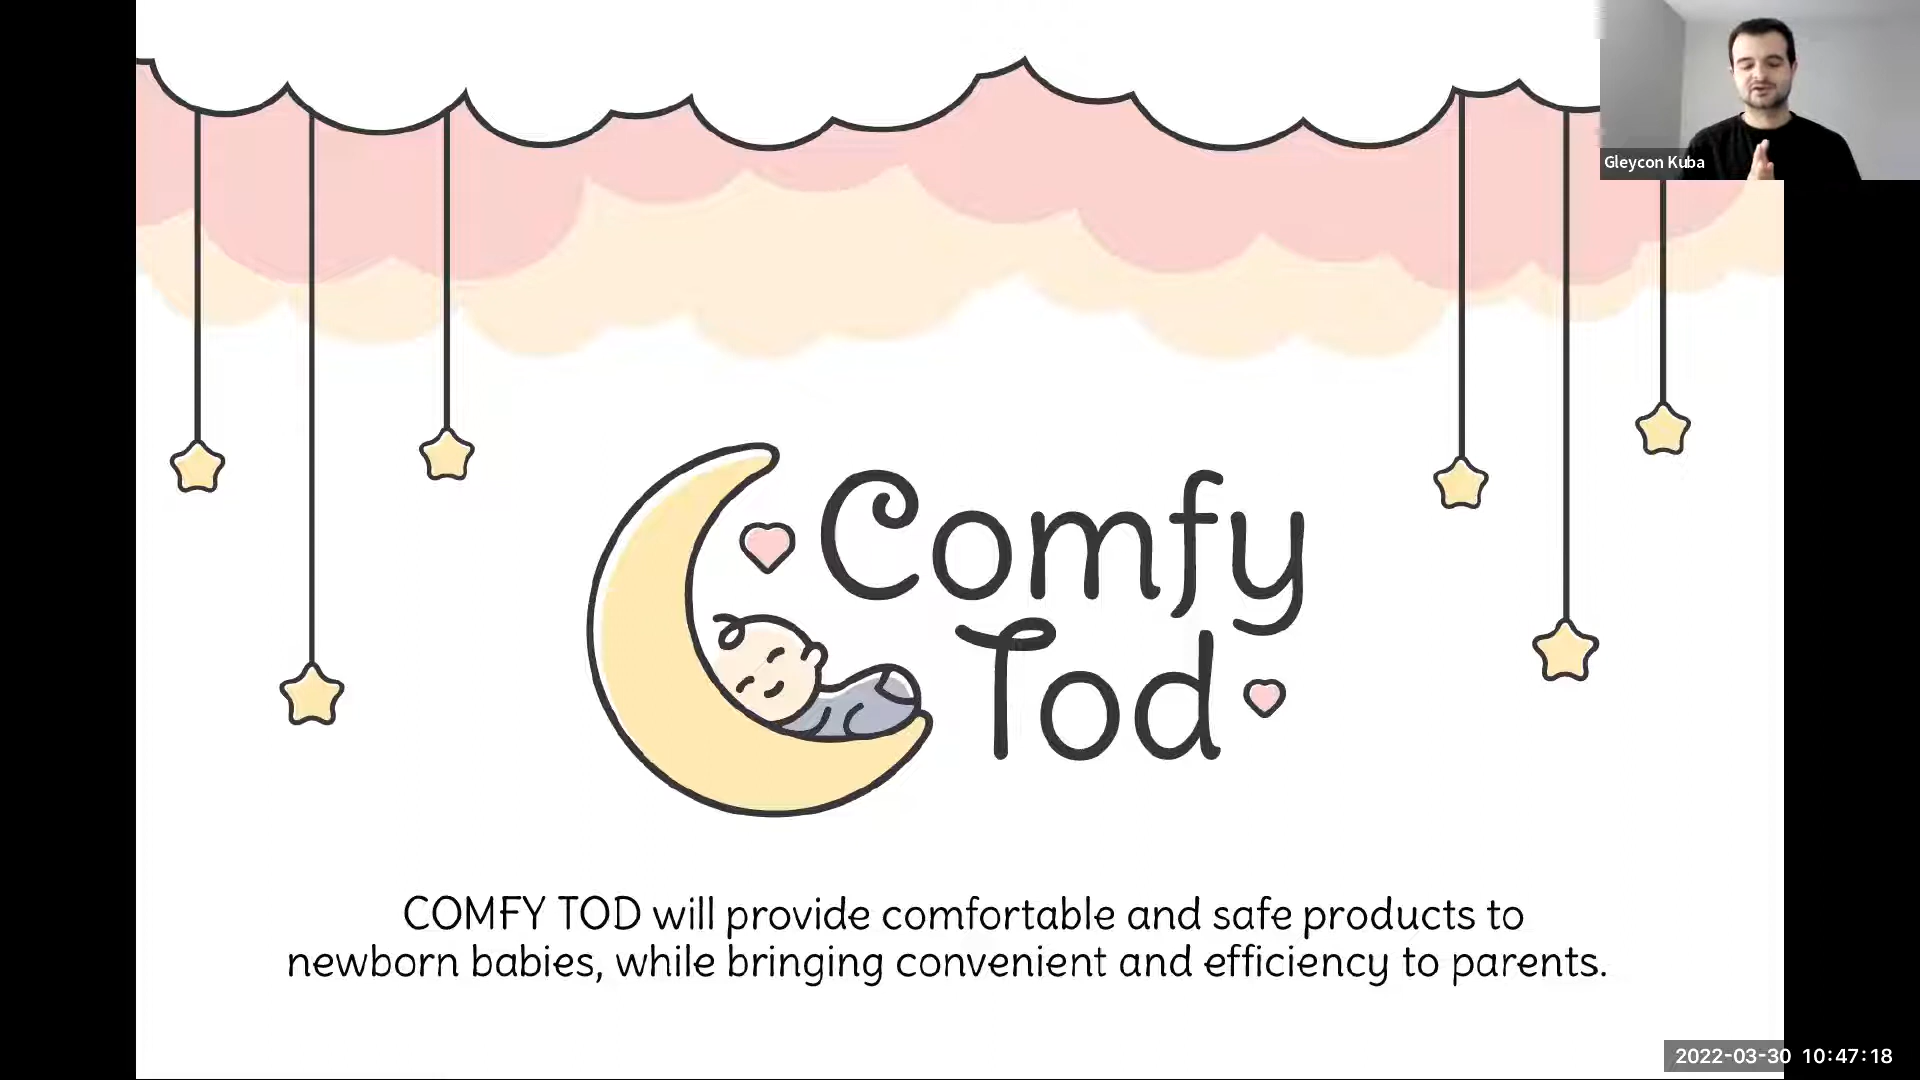 Gleycon Kuba
Comfy
Tod
COMFY TOD will provide comfortable and safe products to
newborn babies, while bringing convenient and efficiency to parents.
2022-03-30 10:47:18